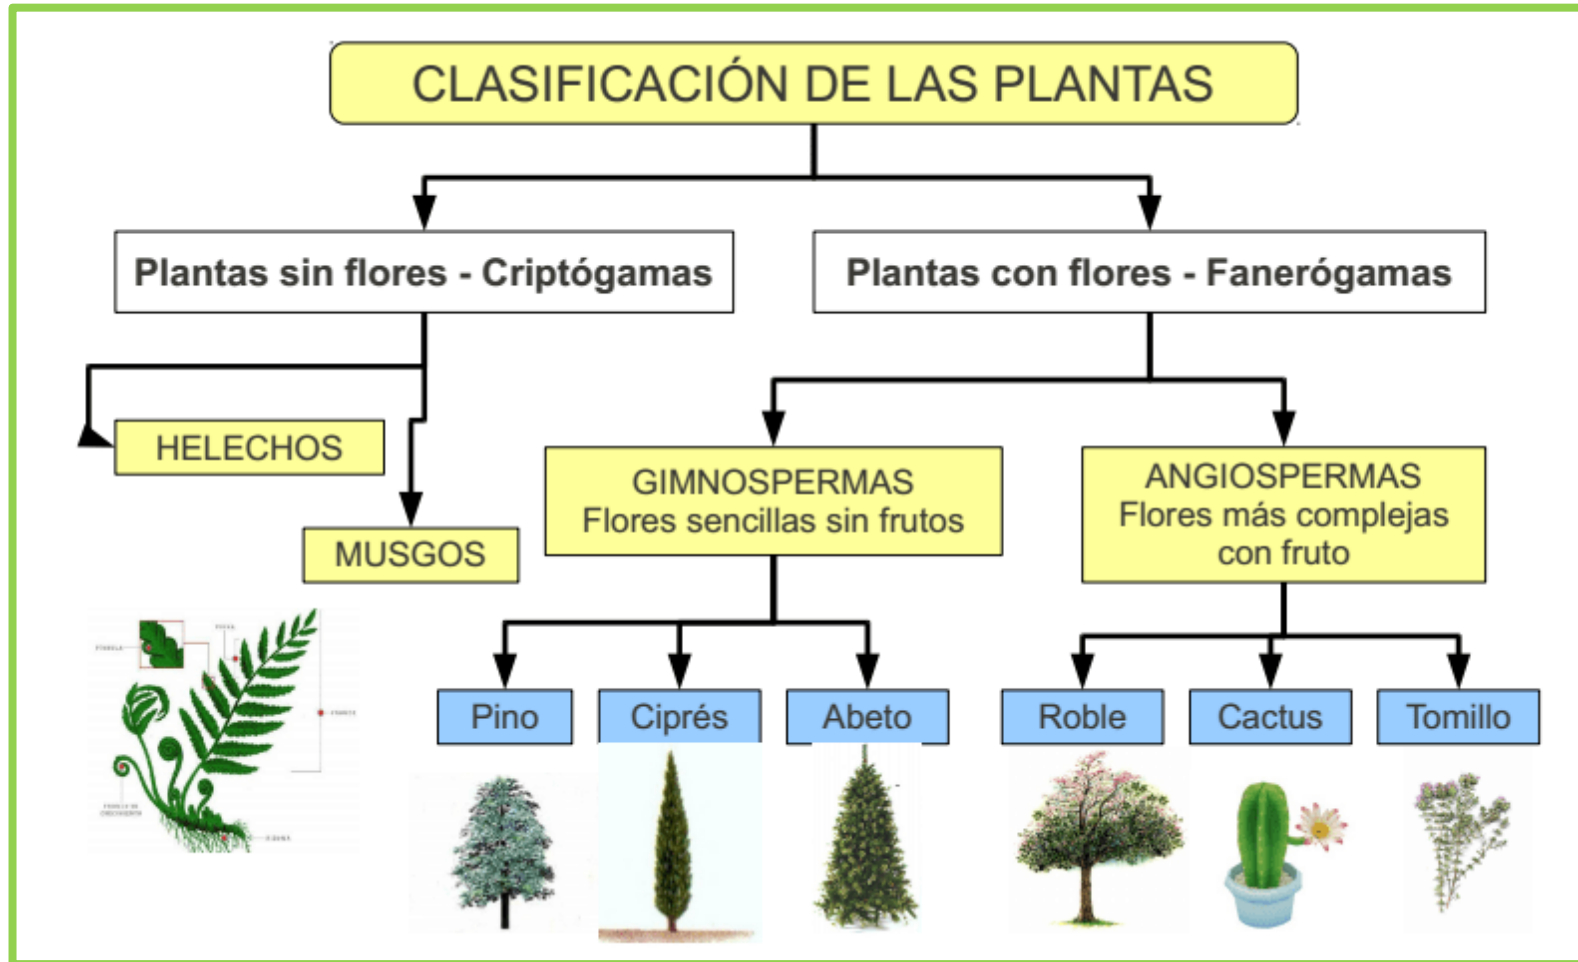 CLASIFICACIÓN DE LAS PLANTAS
Plantas sin flores - Criptógamas
Plantas con flores - Fanerógamas
HELECHOS
MUSGOS
GIMNOSPERMAS
Flores sencillas sin frutos
ANGIOSPERMAS
Flores más complejas
con fruto
Pino
Ciprés
Abeto
Roble
Cactus
Tomillo